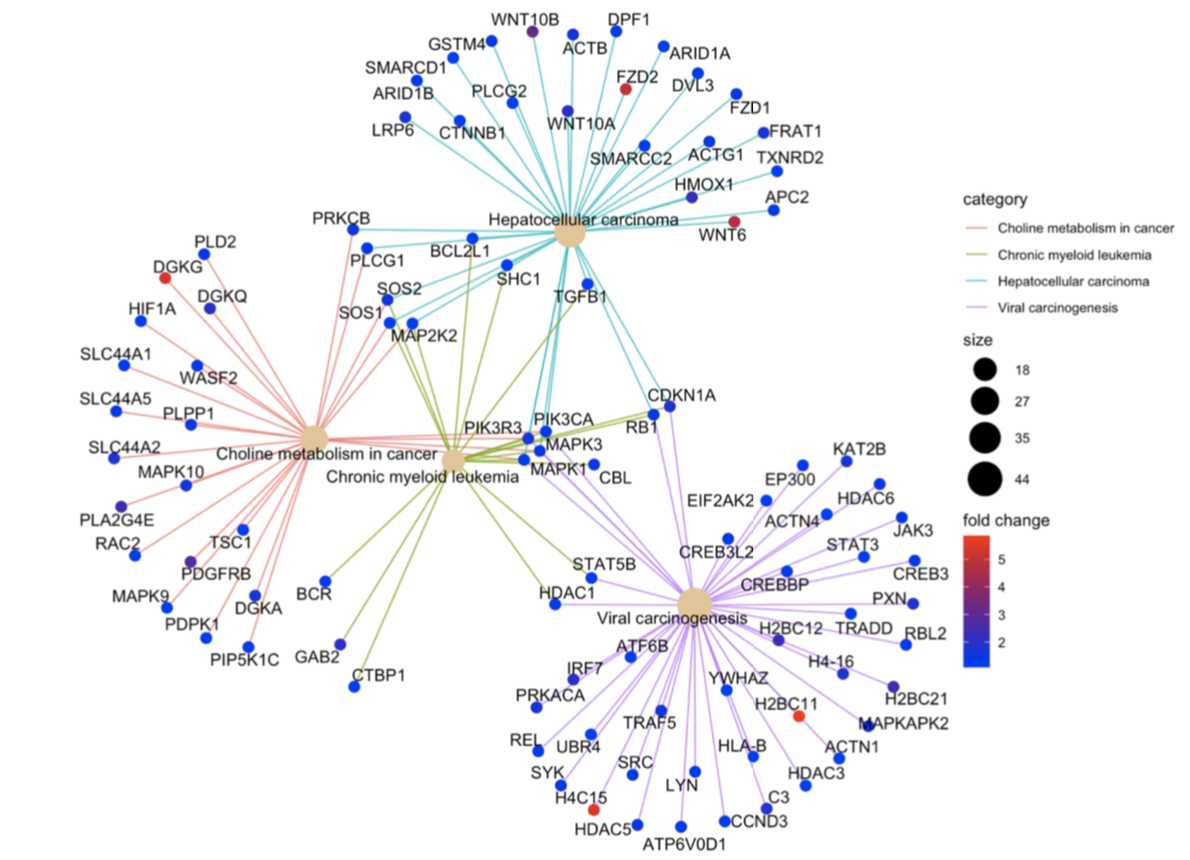 WNT10B
DPF1
GSTM4
ACTB
ARID1A
SMARCD1
FZD2
DVL3
ARID1B
PLCG2
FZD1
LRP6
CTNNB1
WNT10A
FRAT1
SMARCC2
ACTG1
TXNRD2
HMOX1
APC2
Hepatocellular carcinoma
WNT6
PRKCB
PLCG1
BCL2L1
SHC1
TGFB1
SOS2
SOS1
MAP2K2
PLD2
DGKG
DGKQ
HIF1A
SLC44A1
WASF2
SLC44A5
PLPP1
SLC44A2
Choline metabolism in cancer
Chronic myeloid leukemia
MAPK10
PLA2G4E
RAC2
TSC1
PDGFRB
MAPK9
DGKA
PDPK1
PIP5K1C
BCR
GAB2
CTBP1
CDKN1A
RB1
PIK3R3
PIK3CA
MAPK3
MAPK1
CBL
STAT5B
HDAC1
Viral carcinogenesis
KAT2B
EP300
EIF2AK2
HDAC6
ACTN4
JAK3
CREB3L2
STAT3
CREBBP
CREB3
PXN
H2BC12
TRADD
RBL2
H4-16
H2BC21
ATF6B
IRF7
YWHAZ
PRKACA
H2BC11
MAPKAPK2
TRAF5
REL
UBR4
HLA-B
ACTN1
SRC
SYK
LYN
HDAC3
H4C15
C3
HDAC5
CCND3
ATP6V0D1
category
Choline metabolism in cancer
Chronic myeloid leukemia
Hepatocellular carcinoma
Viral carcinogenesis
size
18
27
35
44
fold change
5
4
3
2